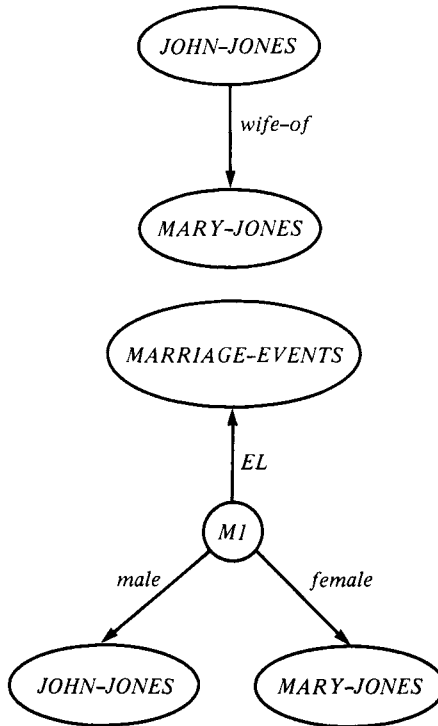 JOHN-JONES
wife-of
MARY-JONES
MARRIAGE-EVENTS
EL
M1
male female
JOHN-JONES MARY-JONES